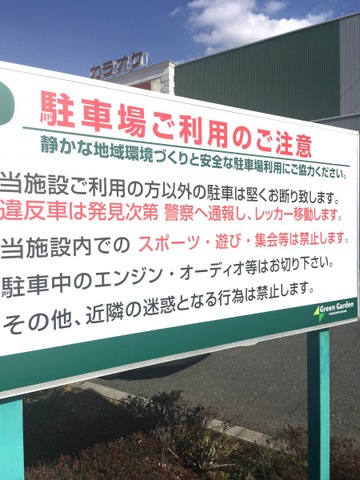 カラオケ
駐車場ご利用のご注意
静かな地域環境づくりと安全な駐車場利用にご協力ください。
当施設ご利用の方以外の駐車は堅くお断り致します。
違反車は発見次第 警察へ通報し、レッカー移動します。
当施設内での スポーツ・遊び・集会等は禁止します。
駐車中のエンジン・オーディオ等はお切り下さい。
その他、近隣の迷惑となる行為は禁止します。
Green Garden